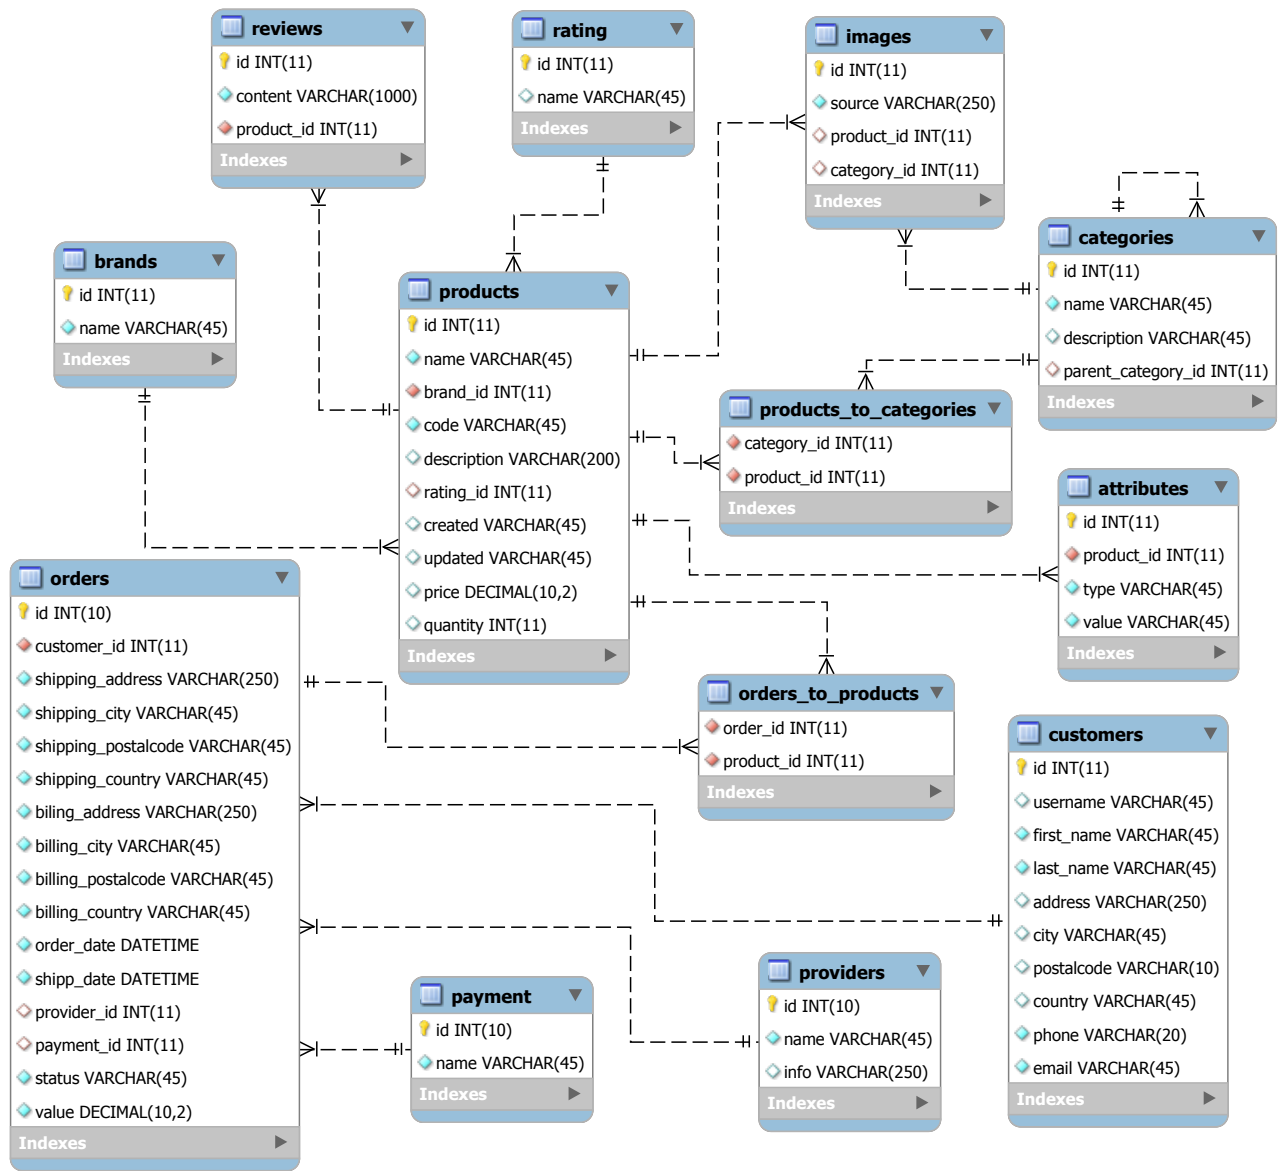 reviews
id INT(11)
content VARCHAR(1000)
product_id INT(11)
Indexes
rating
id INT(11)
name VARCHAR(45)
Indexes
images
id INT(11)
source VARCHAR(250)
product_id INT(11)
category_id INT(11)
Indexes
categories
id INT(11)
name VARCHAR(45)
description VARCHAR(45)
parent_category_id INT(11)
Indexes
brands
id INT(11)
name VARCHAR(45)
Indexes
products
id INT(11)
name VARCHAR(45)
brand_id INT(11)
code VARCHAR(45)
description VARCHAR(200)
rating_id INT(11)
created VARCHAR(45)
updated VARCHAR(45)
price DECIMAL(10,2)
quantity INT(11)
Indexes
products_to_categories
category_id INT(11)
product_id INT(11)
Indexes
attributes
id INT(11)
product_id INT(11)
type VARCHAR(45)
value VARCHAR(45)
Indexes
orders
id INT(10)
customer_id INT(11)
shipping_address VARCHAR(250)
shipping_city VARCHAR(45)
shipping_postalcode VARCHAR(45)
shipping_country VARCHAR(45)
biling_address VARCHAR(250)
billing_city VARCHAR(45)
billing_postalcode VARCHAR(45)
billing_country VARCHAR(45)
order_date DATETIME
shipp_date DATETIME
provider_id INT(11)
payment_id INT(11)
status VARCHAR(45)
value DECIMAL(10,2)
Indexes
orders_to_products
order_id INT(11)
product_id INT(11)
Indexes
customers
id INT(11)
username VARCHAR(45)
first_name VARCHAR(45)
last_name VARCHAR(45)
address VARCHAR(250)
city VARCHAR(45)
postalcode VARCHAR(10)
country VARCHAR(45)
phone VARCHAR(20)
email VARCHAR(45)
Indexes
payment
id INT(10)
name VARCHAR(45)
Indexes
providers
id INT(10)
name VARCHAR(45)
info VARCHAR(250)
Indexes